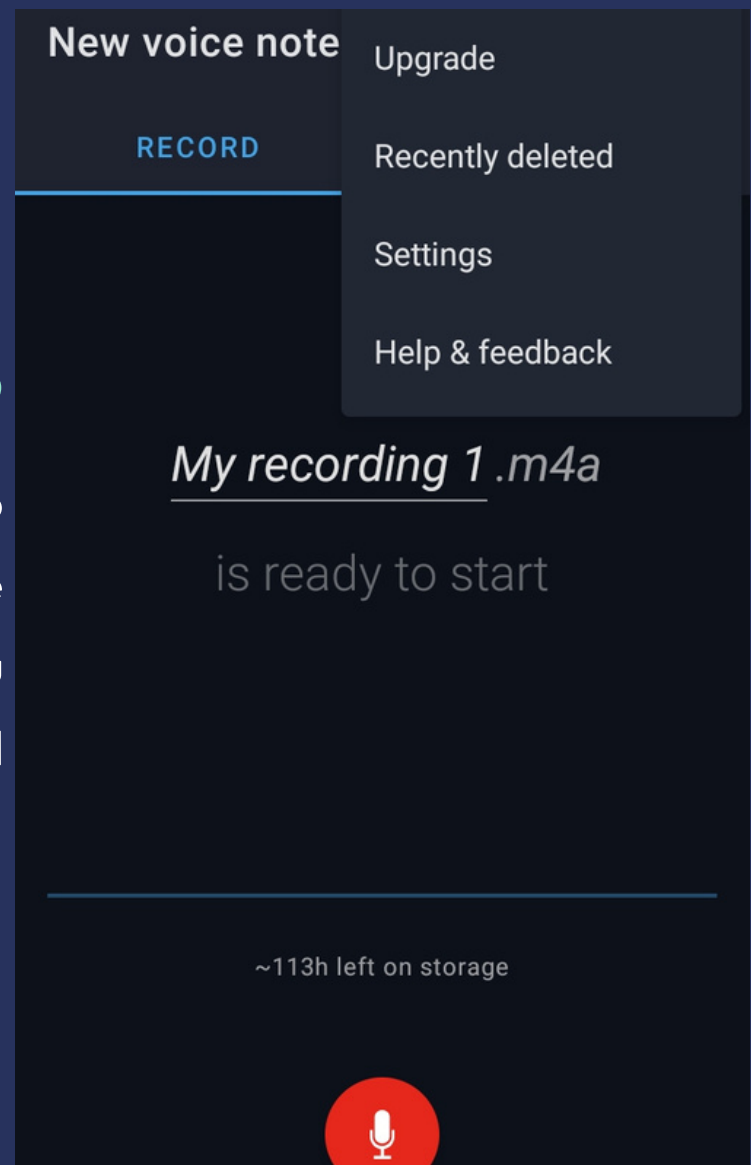 New voice note
Upgrade
RECORD
Recently deleted
Settings
Help & feedback
My recording 1.m4a
is ready to start
~113h left on storage